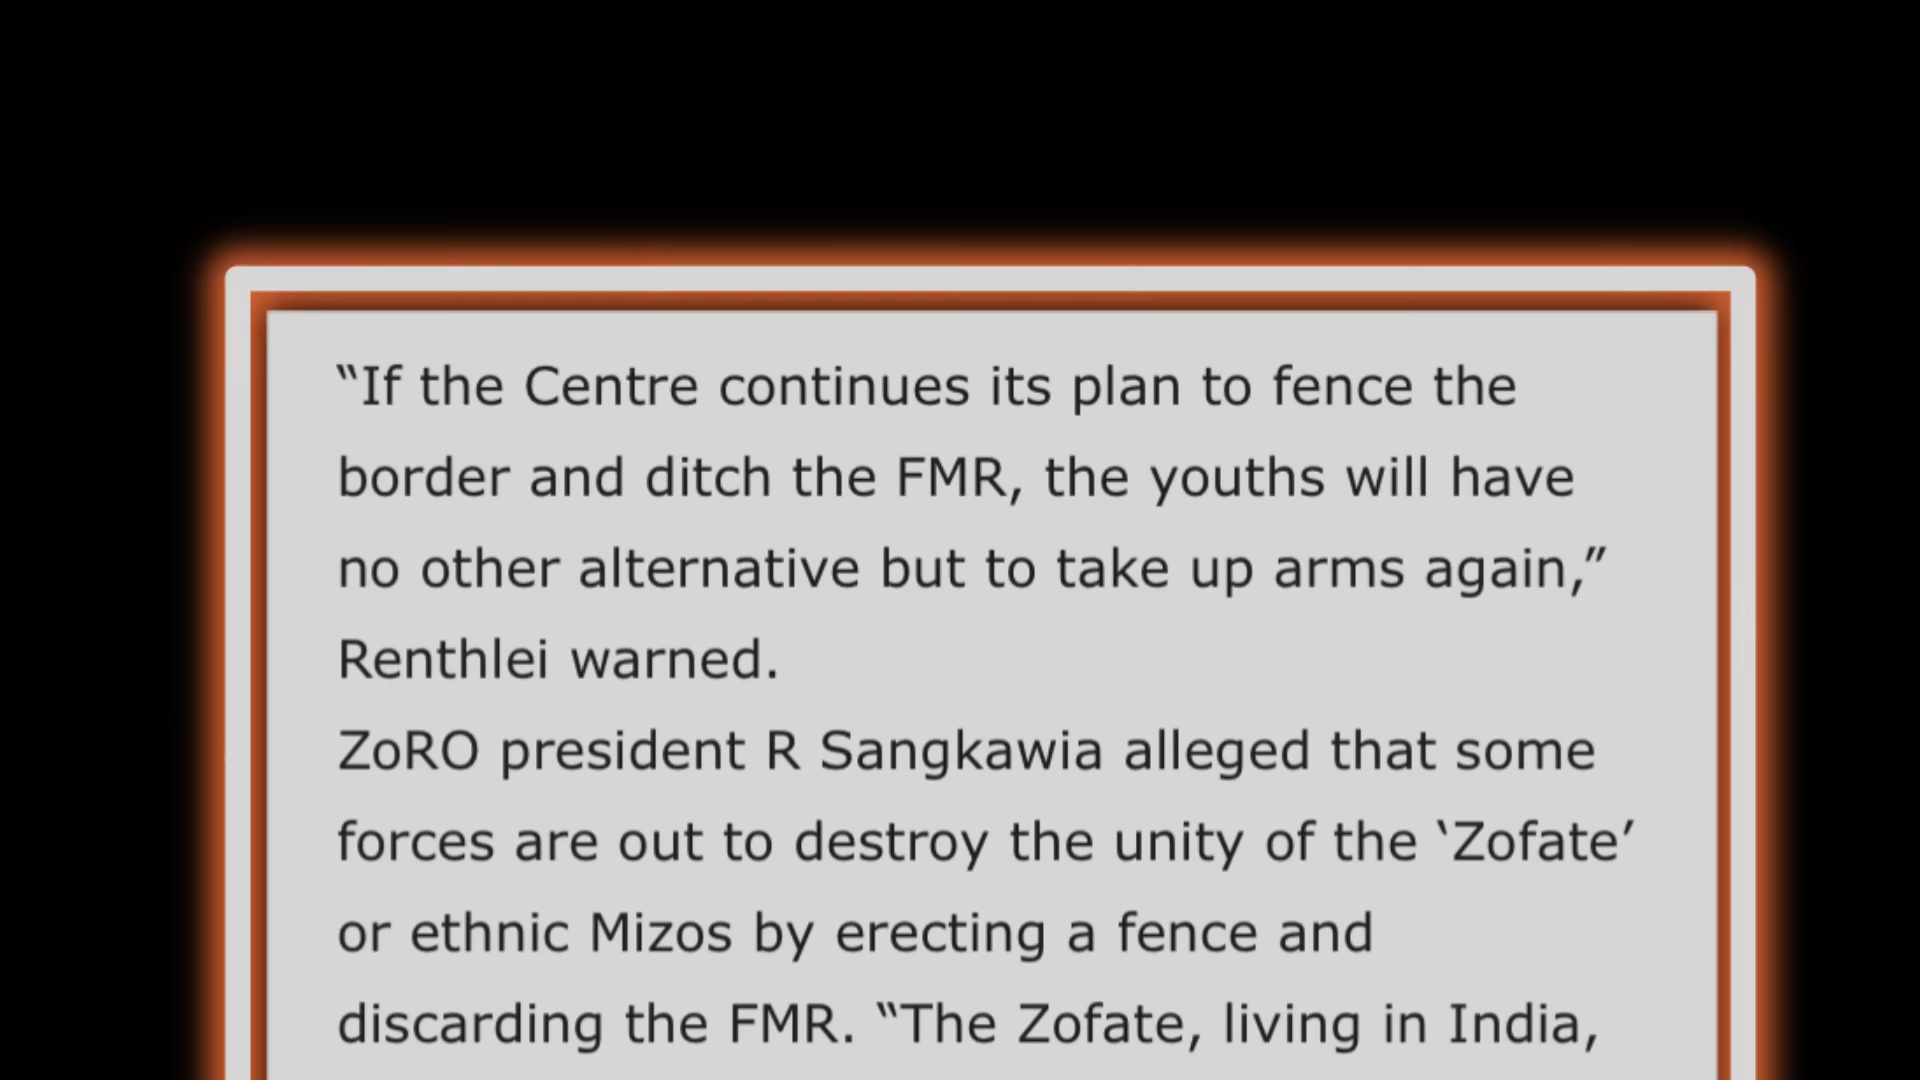 “If the Centre continues its plan to fence the
border and ditch the FMR, the youths will have
no other alternative but to take up arms again,”
Renthlei warned.
ZoRO president R Sangkawia alleged that some
forces are out to destroy the unity of the ‘Zofate’
or ethnic Mizos by erecting a fence and
discarding the FMR. “The Zofate, living in India,